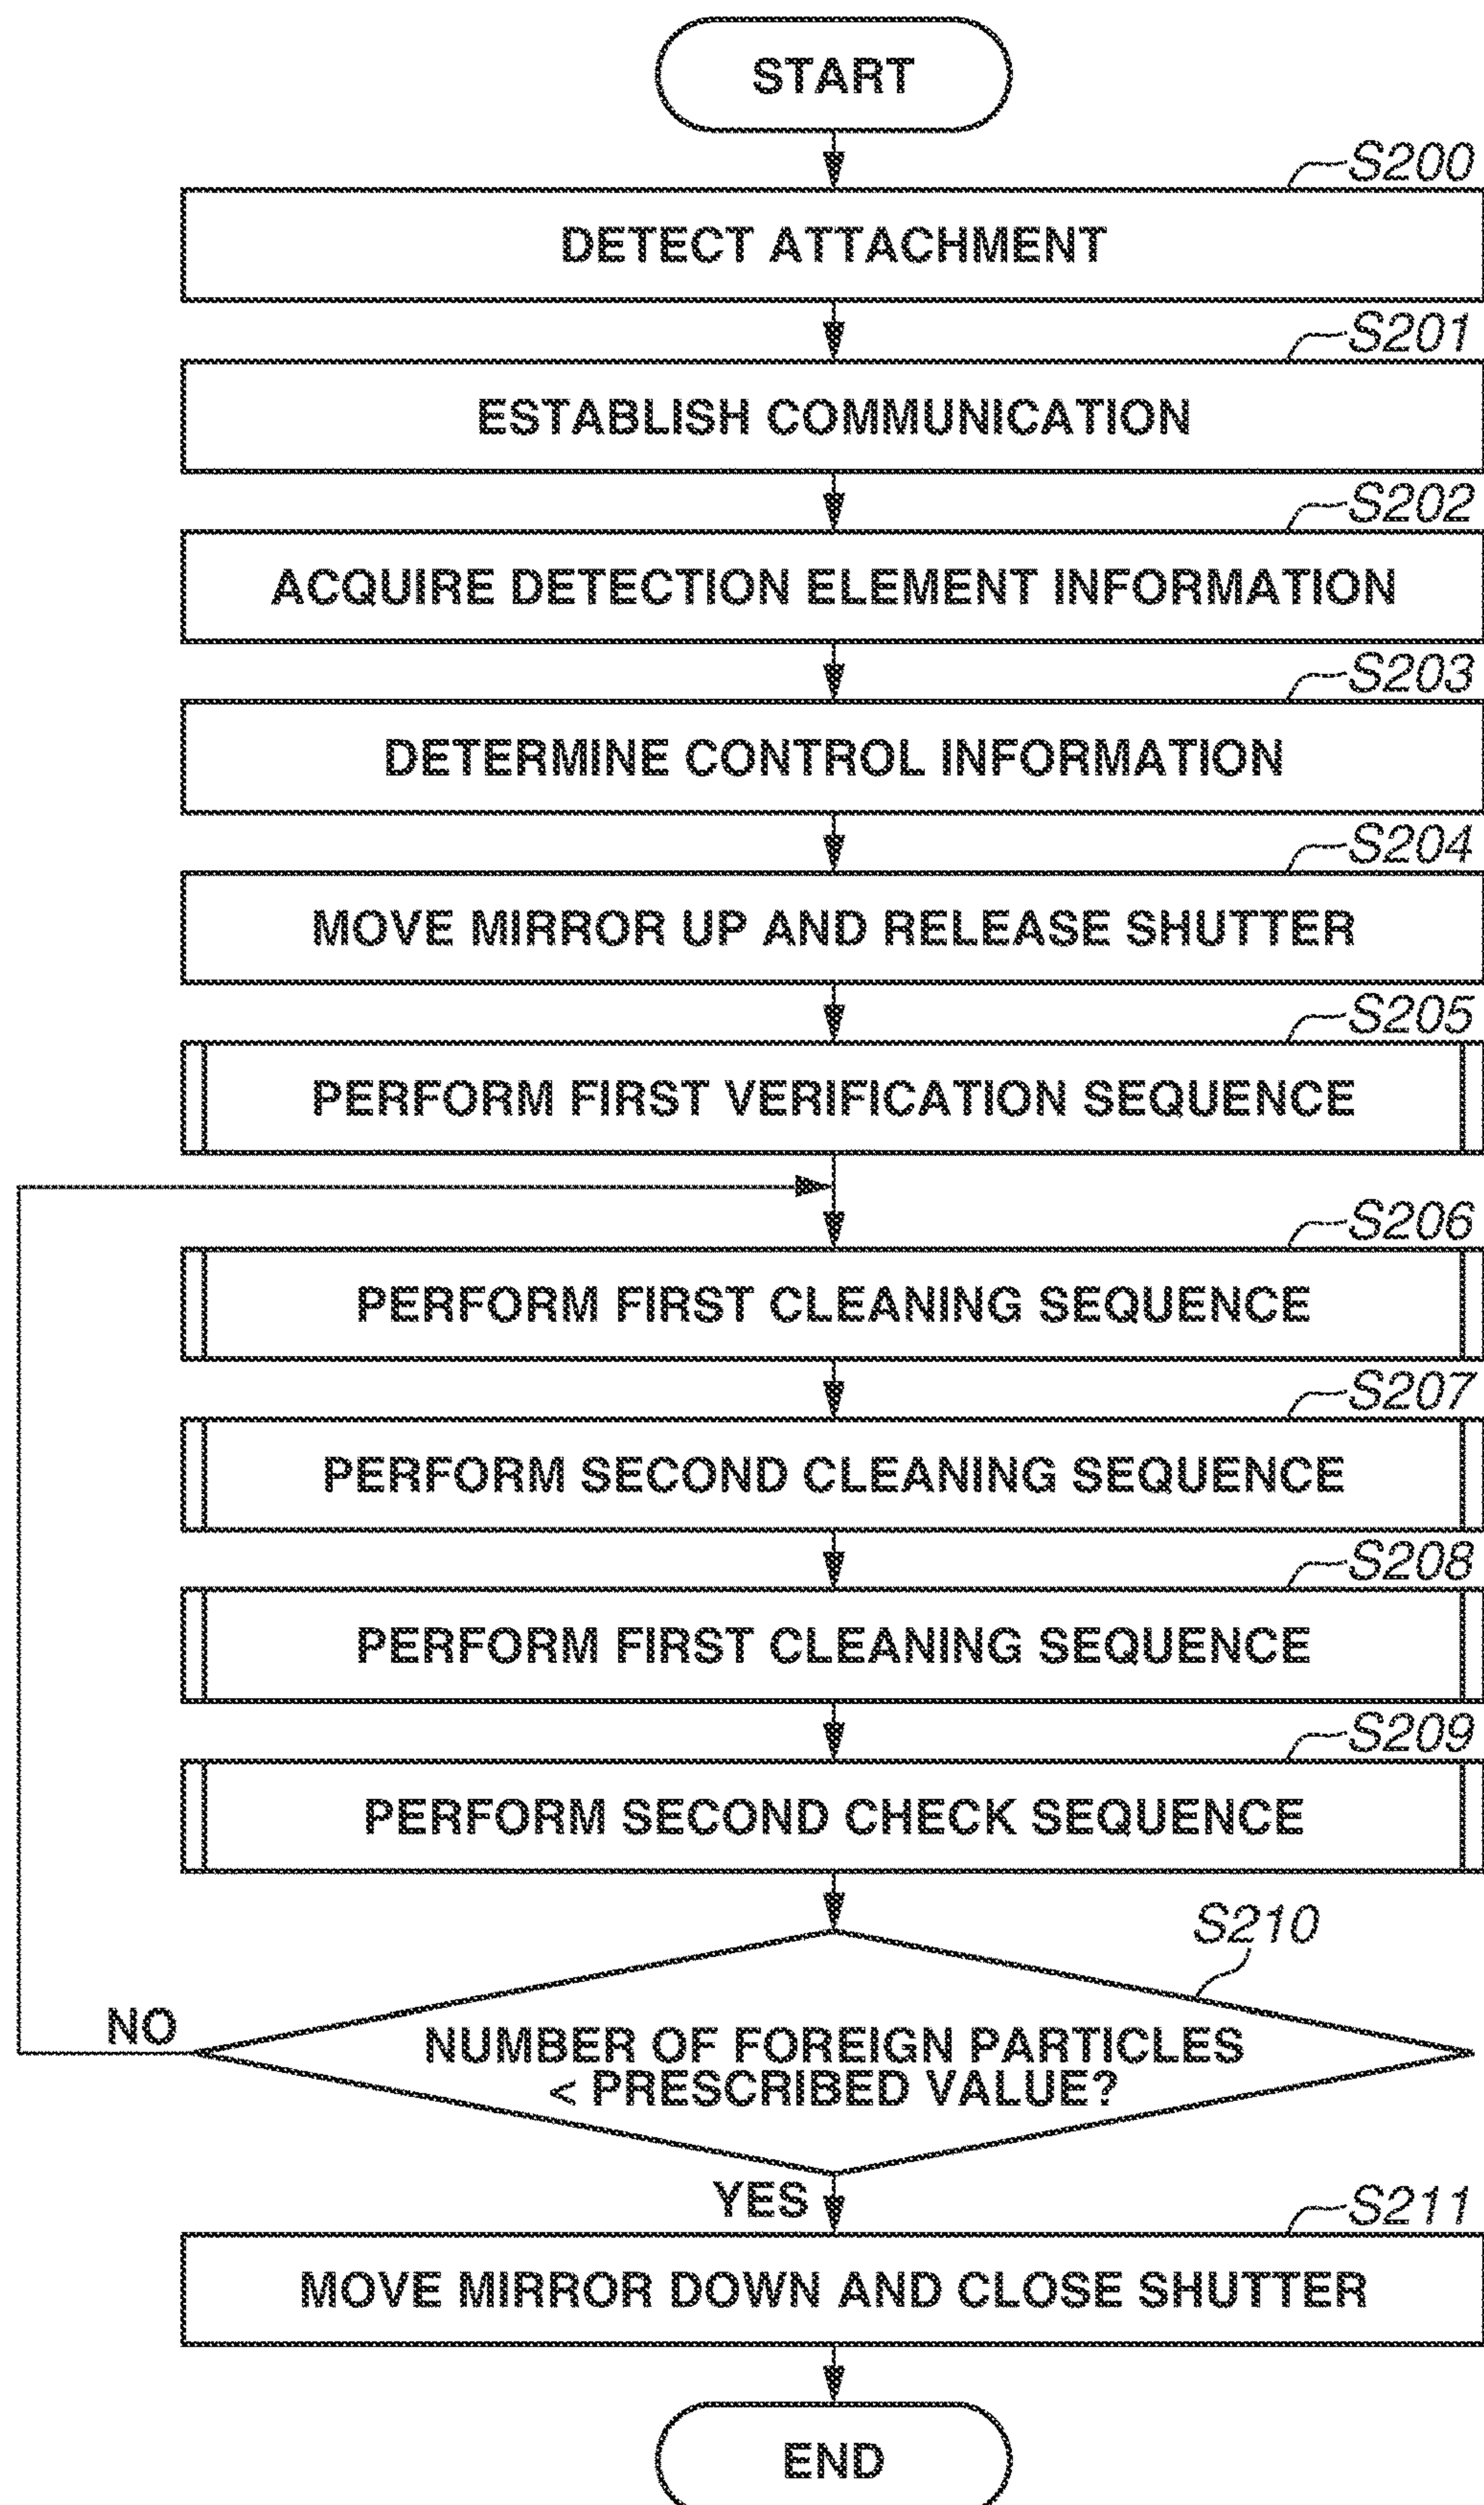 START
S200
DETECT ATTACHMENT
S201
ESTABLISH COMMUNICATION
S202
ACQUIRE DETECTION ELEMENT INFORMATION
S203
DETERMINE CONTROL INFORMATION
S204
MOVE MIRROR UP AND RELEASE SHUTTER
S205
PERFORM FIRST VERIFICATION SEQUENCE
S206
PERFORM FIRST CLEANING SEQUENCE
S207
PERFORM SECOND CLEANING SEQUENCE
S208
PERFORM FIRST CLEANING SEQUENCE
S209
PERFORM SECOND CHECK SEQUENCE
S210
NO
NUMBER OF FOREIGN PARTICLES
< PRESCRIBED VALUE?
YES
S211
MOVE MIRROR DOWN AND CLOSE SHUTTER
END